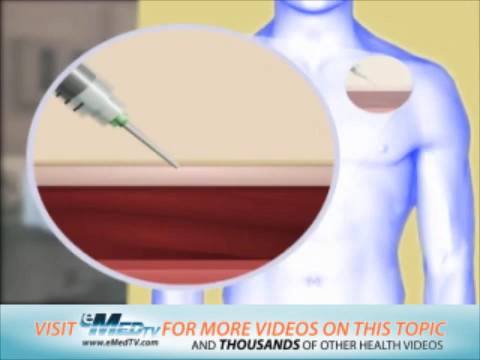 VISIT eMEDTV FOR MORE VIDEOS ON THIS TOPIC
www.eMedTV.com AND THOUSANDS OF OTHER HEALTH VIDEOS